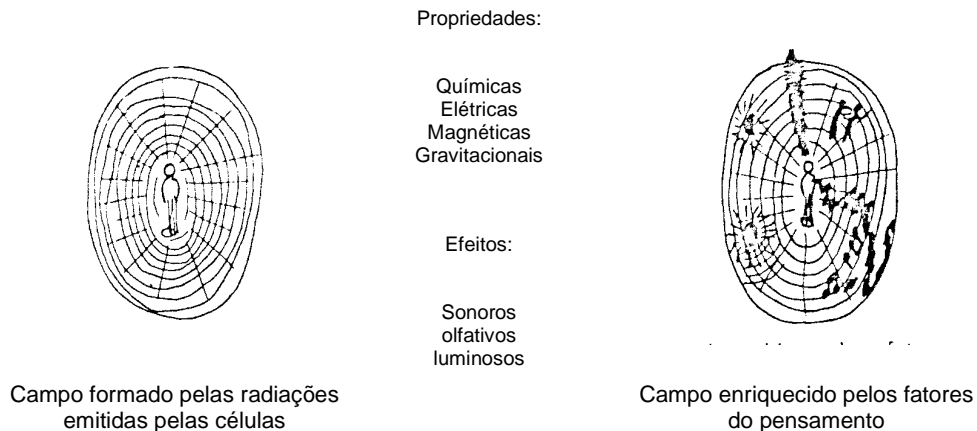 Propriedades:
Químicas
Elétricas
Magnéticas
Gravitacionais
Efeitos:
Sonoros
olfativos
luminosos
Campo formado pelas radiações
emitidas pelas células
Campo enriquecido pelos fatores
do pensamento